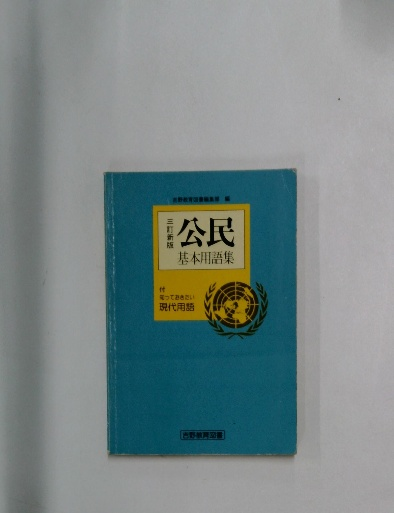 吉野教育図書編集部 編
三訂新版
公民
基本用語集
付
知っておきたい
現代用語
吉野教育図書